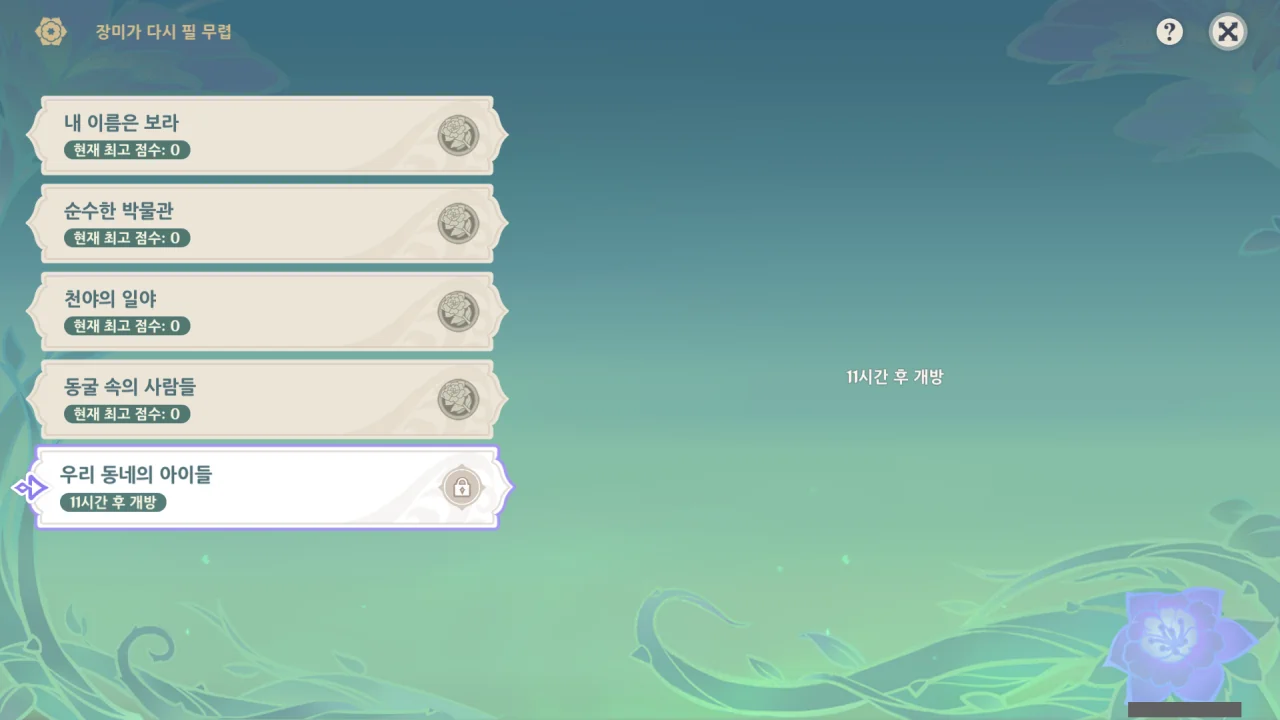 장미가 다시 필 무렵
?
내 이름은 보라
현재 최고 점수: 0
순수한 박물관
현재 최고 점수: 0
천야의 일야
현재 최고 점수: 0
동굴 속의 사람들
현재 최고 점수: 0
우리 동네의 아이들
11시간 후 개방
11시간 후 개방